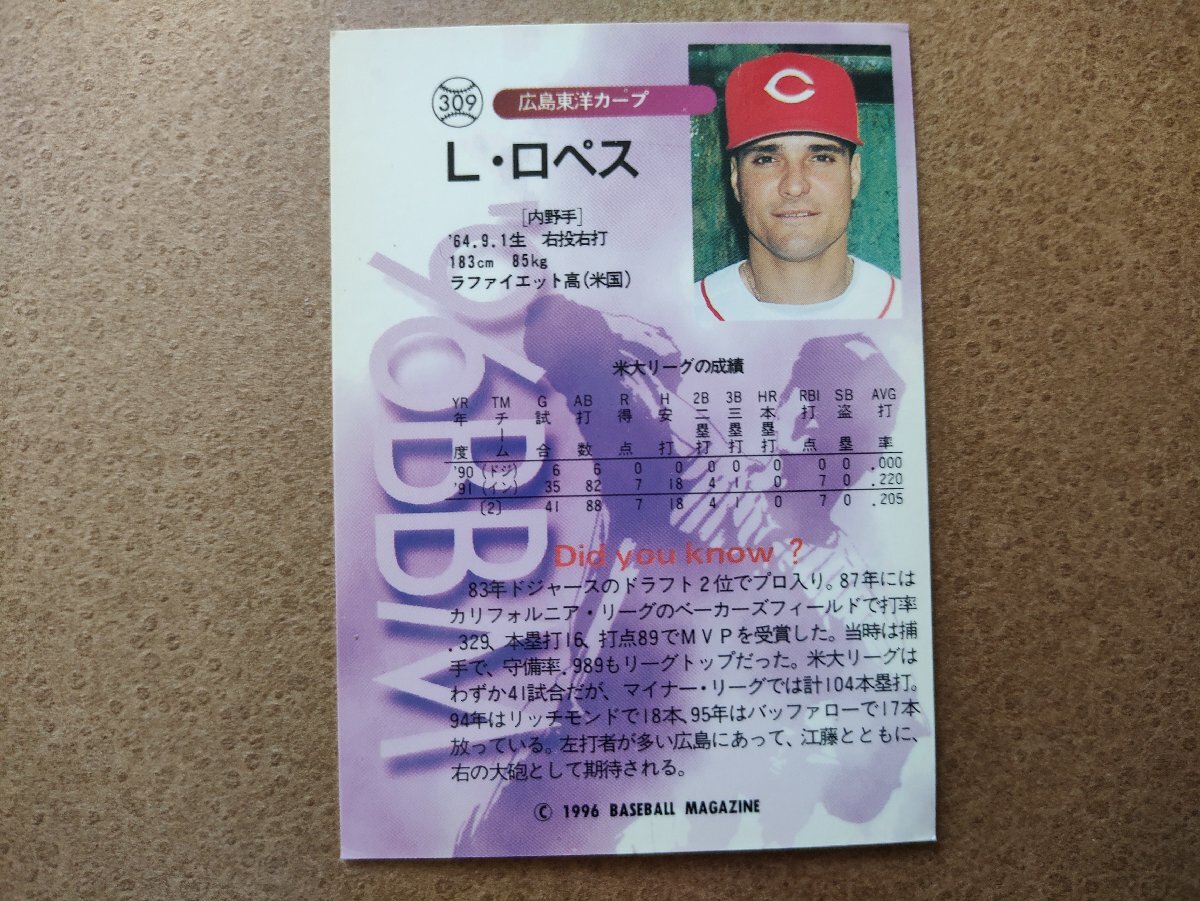 309 広島東洋カープ
L・ロペス
[内野手]
'64.9.1生 右投右打
183cm 85kg
ラファイエット高(米国)
'96BBM
米大リーグの成績
YR TM G AB R H 2B 3B HR RBI SB AVG
年度 チーム 試合 打数 得点 安打 二塁打 三塁打 本塁打 打点 盗塁 打率
'90 (ドジ) 6 6 0 0 0 0 0 0 0 .000
'91 (イン) 35 82 7 18 4 1 0 7 0 .220
[2] 41 88 7 18 4 1 0 7 0 .205
Did you know ?
83年ドジャースのドラフト2位でプロ入り。87年には
カリフォルニア・リーグのベーカーズフィールドで打率
.329、本塁打16、打点89でMVPを受賞した。当時は捕
手で、守備率.989もリーグトップだった。米大リーグは
わずか41試合だが、マイナー・リーグでは計104本塁打。
94年はリッチモンドで18本、95年はバッファローで17本
放っている。左打者が多い広島にあって、江藤とともに、
右の大砲として期待される。
© 1996 BASEBALL MAGAZINE